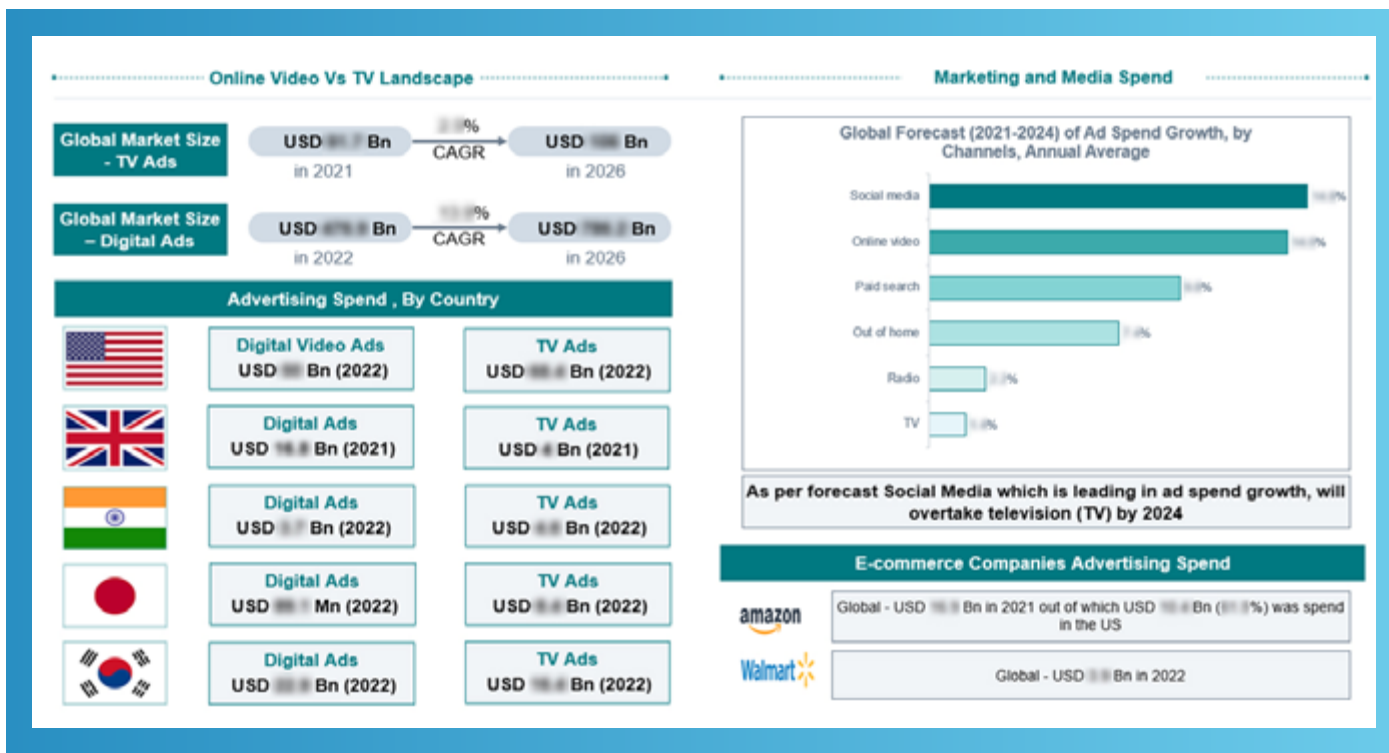 Online Video Vs TV Landscape
Global Market Size
- TV Ads
USD Bn
in 2021
%
CAGR
USD Bn
in 2026
Global Market Size
– Digital Ads
USD Bn
in 2022
%
CAGR
USD Bn
in 2026
Advertising Spend , By Country
Digital Video Ads
USD Bn (2022)
TV Ads
USD Bn (2022)
Digital Ads
USD Bn (2021)
TV Ads
USD Bn (2021)
Digital Ads
USD Bn (2022)
TV Ads
USD Bn (2022)
Digital Ads
USD Mn (2022)
TV Ads
USD Bn (2022)
Digital Ads
USD Bn (2022)
TV Ads
USD Bn (2022)
Marketing and Media Spend
Global Forecast (2021-2024) of Ad Spend Growth, by
Channels, Annual Average
Social media %
Online video %
Paid search %
Out of home %
Radio %
TV %
As per forecast Social Media which is leading in ad spend growth, will
overtake television (TV) by 2024
E-commerce Companies Advertising Spend
amazon
Global - USD Bn in 2021 out of which USD Bn ( %) was spend
in the US
Walmart
Global - USD Bn in 2022